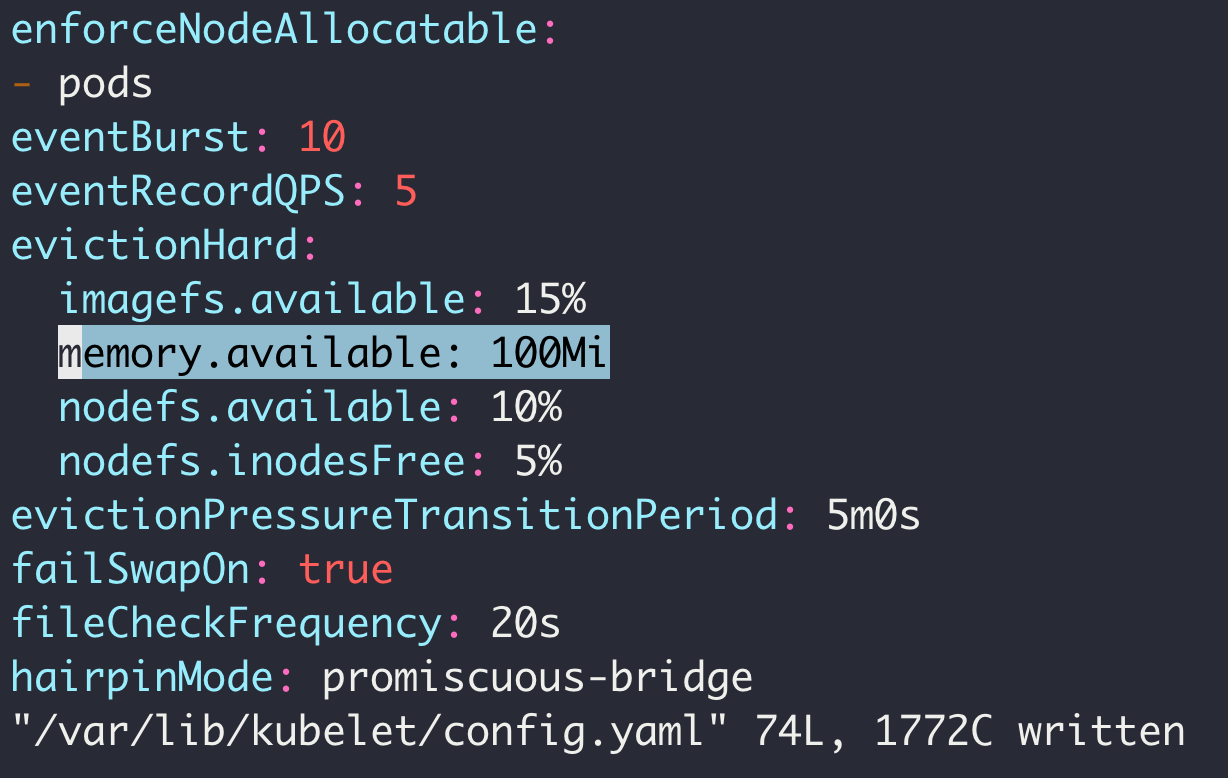 enforceNodeAllocatable:
- pods
eventBurst: 10
eventRecordQPS: 5
evictionHard:
  imagefs.available: 15%
  memory.available: 100Mi
  nodefs.available: 10%
  nodefs.inodesFree: 5%
evictionPressureTransitionPeriod: 5m0s
failSwapOn: true
fileCheckFrequency: 20s
hairpinMode: promiscuous-bridge
"/var/lib/kubelet/config.yaml" 74L, 1772C written